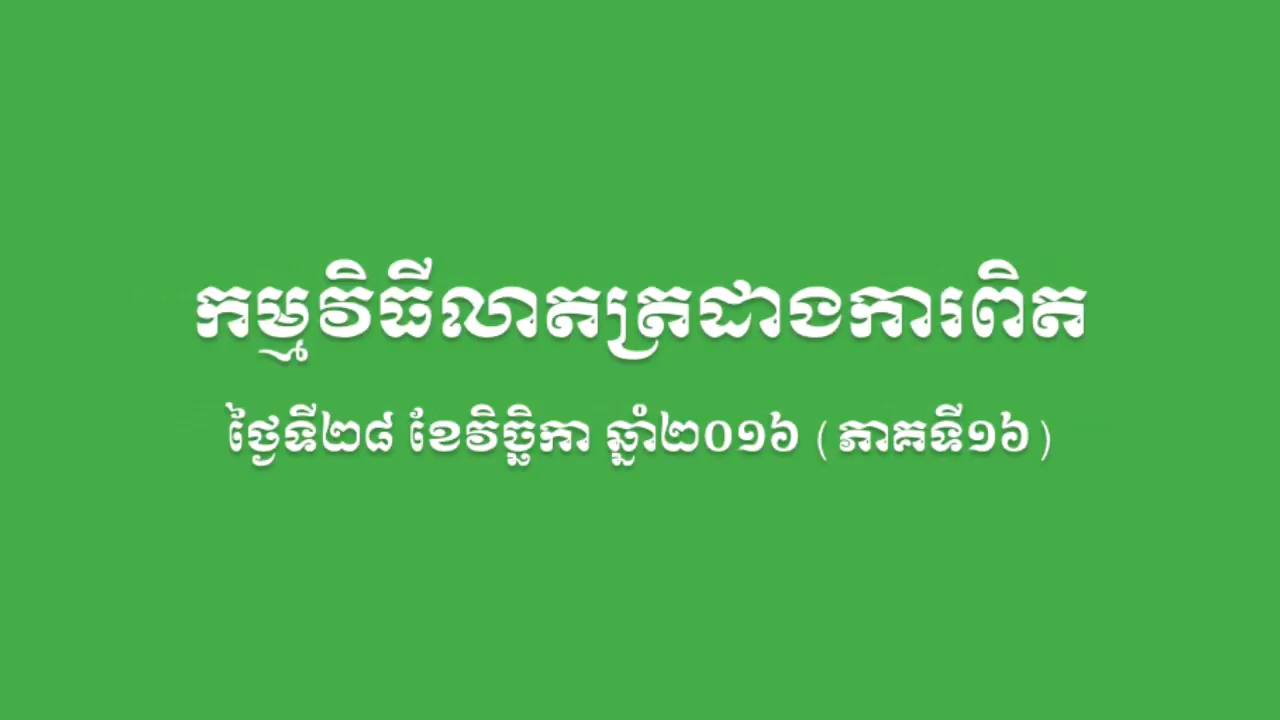 កម្មវិធីលាតត្រដាងការពិត
ថ្ងៃទី២៨ ខែវិច្ឆិកា ឆ្នាំ២០១៦ (ភាគទី១៦)